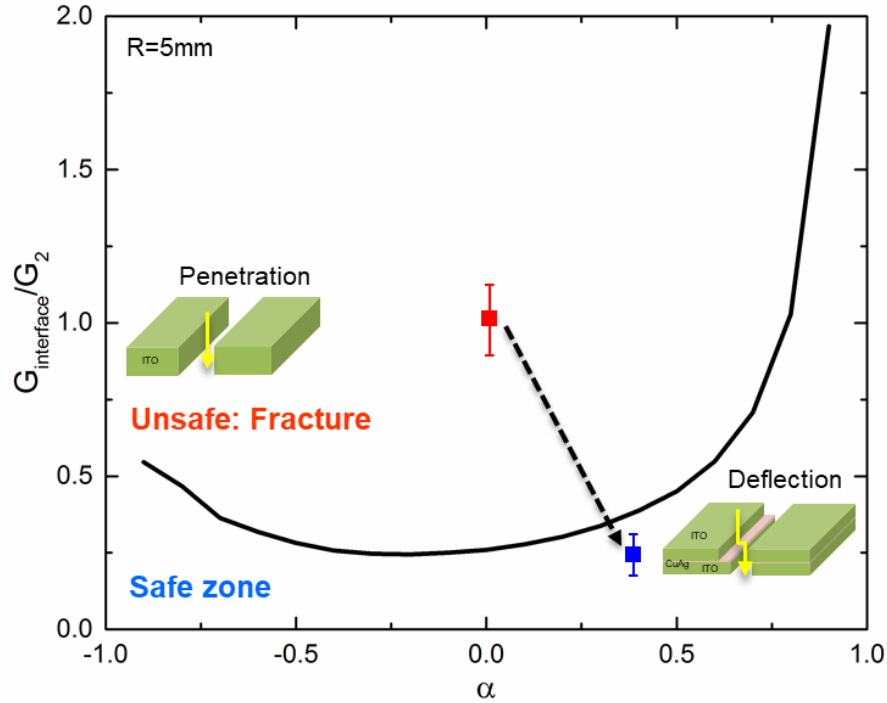 2.0
R=5mm
1.5
Ginterface/G2
Penetration
1.0
ITO
Unsafe: Fracture
0.5
Deflection
ITO
CuAg
ITO
Safe zone
0.0
-1.0 -0.5 0.0 0.5 1.0
α